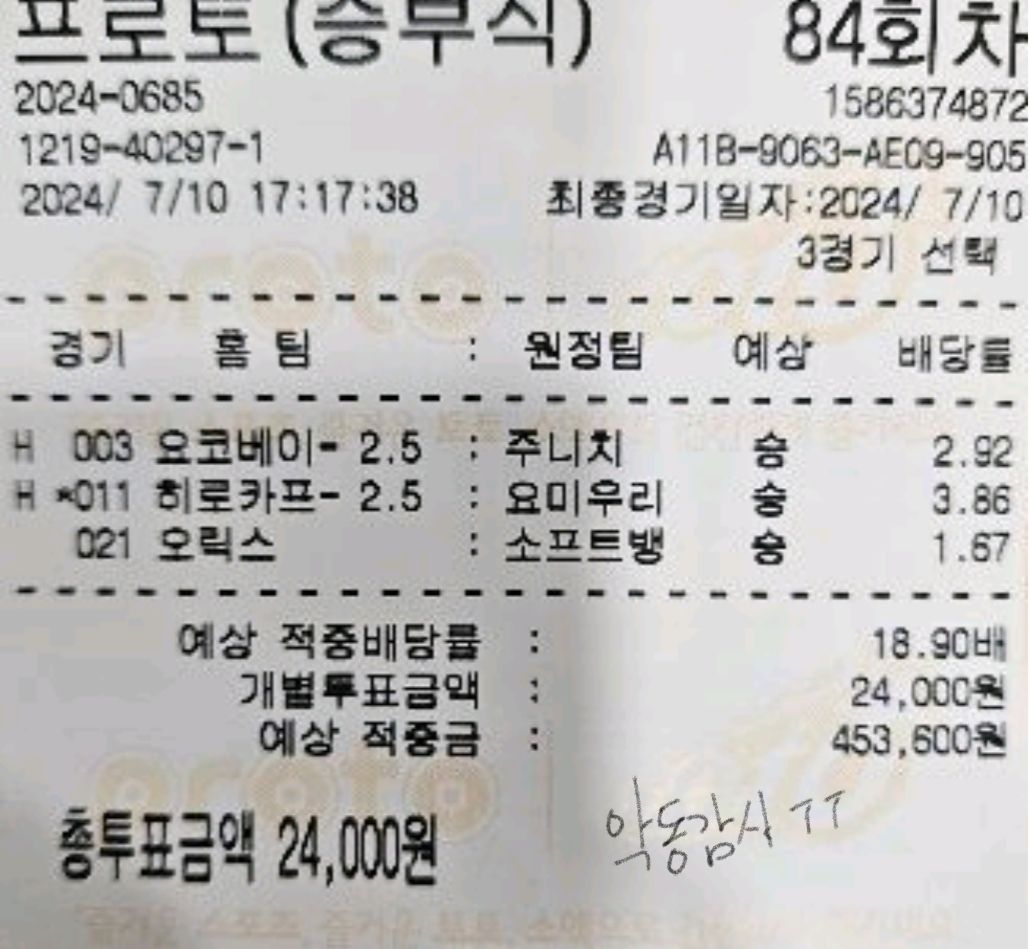 프로토(승부식) 84회차
2024-0685 1586374872
1219-40297-1 A11B-9063-AE09-905
2024/ 7/10 17:17:38 최종경기일자:2024/ 7/10
3경기 선택
경기 홈 팀 : 원정팀 예상 배당률
H 003 요코베이- 2.5 : 주니치 승 2.92
H *011 히로카프- 2.5 : 요미우리 승 3.86
021 오릭스 : 소프트뱅 승 1.67
예상 적중배당률 : 18.90배
개별투표금액 : 24,000원
예상 적중금 : 453,600원
총투표금액 24,000원
악동감사 ㅜㅜ